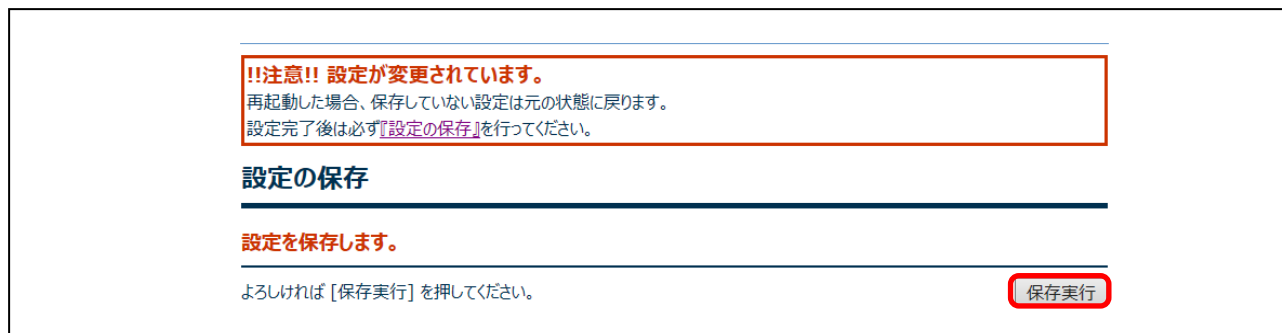 !!注意!! 設定が変更されています。
再起動した場合、保存していない設定は元の状態に戻ります。
設定完了後は必ず『設定の保存』を行ってください。
設定の保存
設定を保存します。
よろしければ [保存実行] を押してください。
保存実行